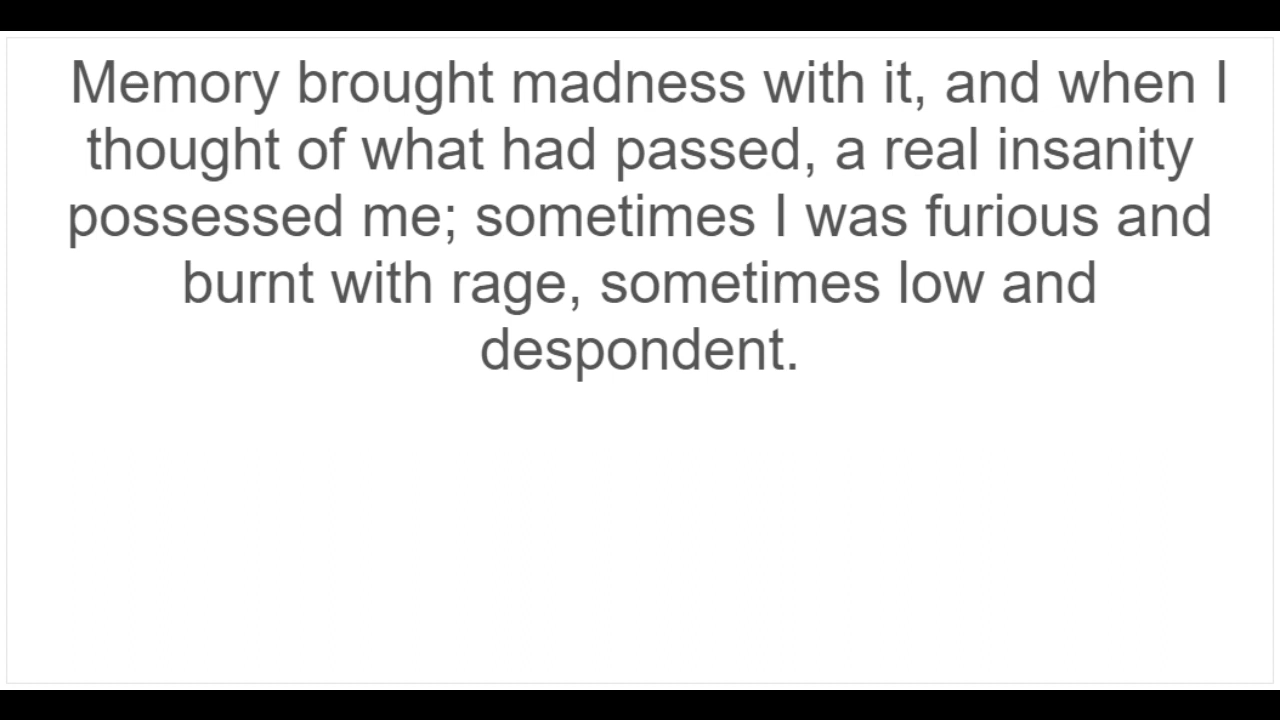 Memory brought madness with it, and when I
thought of what had passed, a real insanity
possessed me; sometimes I was furious and
burnt with rage, sometimes low and
despondent.